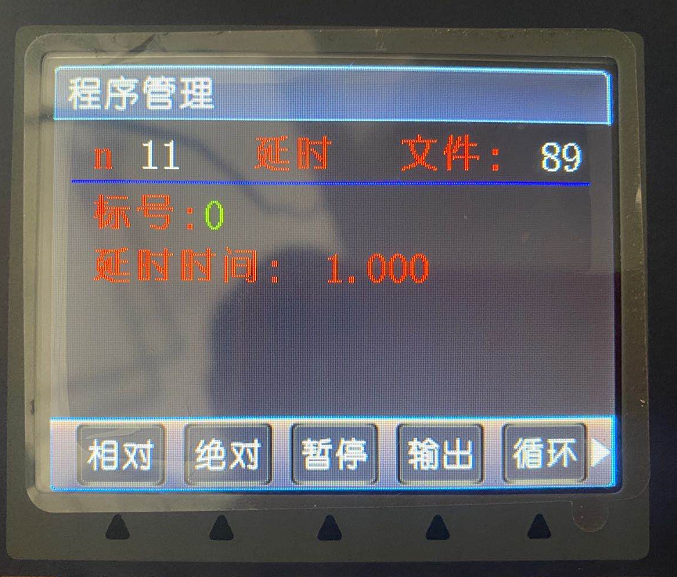 程序管理
n 11 延时 文件: 89
标号:0
延时时间: 1.000
相对 绝对 暂停 输出 循环